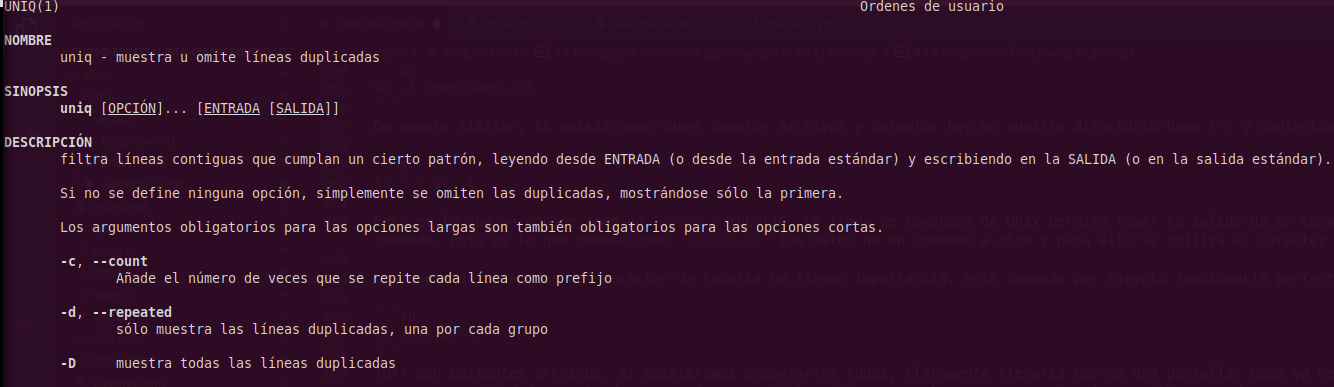 UNIQ(1) Ordenes de usuario
NOMBRE
uniq - muestra u omite líneas duplicadas
SINOPSIS
uniq [OPCIÓN]... [ENTRADA [SALIDA]]
DESCRIPCIÓN
filtra líneas contiguas que cumplan un cierto patrón, leyendo desde ENTRADA (o desde la entrada estándar) y escribiendo en la SALIDA (o en la salida estándar).
Si no se define ninguna opción, simplemente se omiten las duplicadas, mostrándose sólo la primera.
Los argumentos obligatorios para las opciones largas son también obligatorios para las opciones cortas.
-c, --count
Añade el número de veces que se repite cada línea como prefijo
-d, --repeated
sólo muestra las líneas duplicadas, una por cada grupo
-D muestra todas las líneas duplicadas